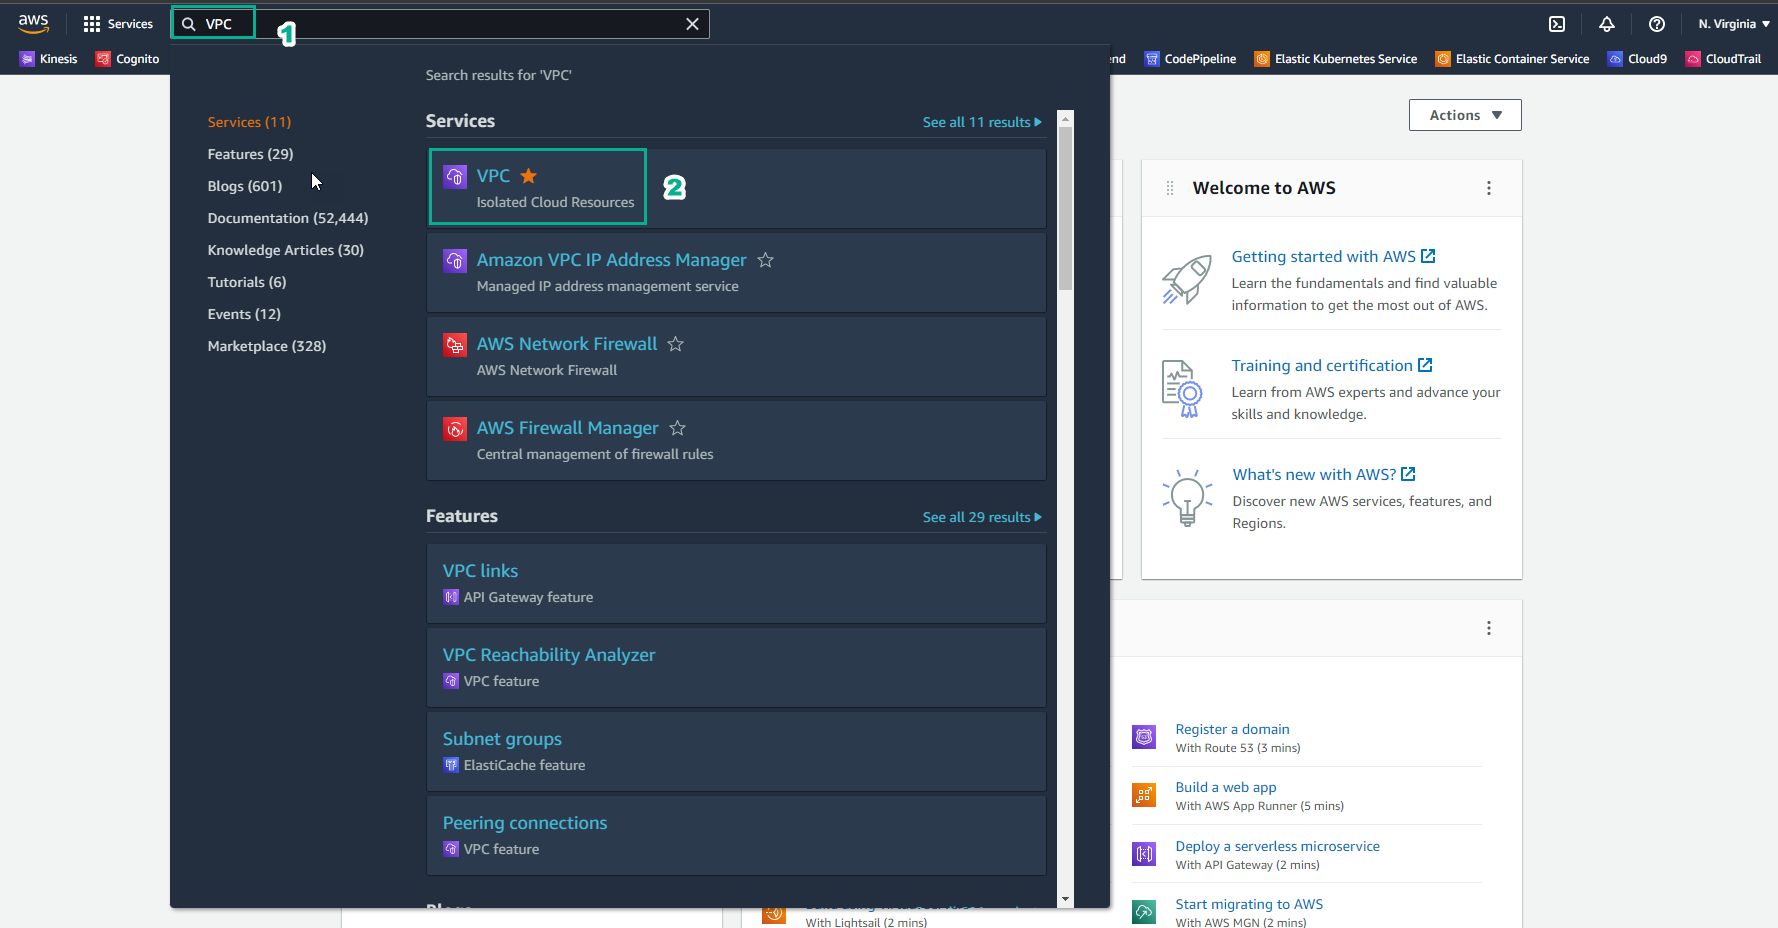 aws
Services
VPC
1
N. Virginia
Kinesis
Cognito
nd
CodePipeline
Elastic Kubernetes Service
Elastic Container Service
Cloud9
CloudTrail
Search results for 'VPC'
Services (11)
Features (29)
Blogs (601)
Documentation (52,444)
Knowledge Articles (30)
Tutorials (6)
Events (12)
Marketplace (328)
Services
See all 11 results
VPC
Isolated Cloud Resources
2
Amazon VPC IP Address Manager
Managed IP address management service
AWS Network Firewall
AWS Network Firewall
AWS Firewall Manager
Central management of firewall rules
Features
See all 29 results
VPC links
API Gateway feature
VPC Reachability Analyzer
VPC feature
Subnet groups
ElastiCache feature
Peering connections
VPC feature
Actions
Welcome to AWS
Getting started with AWS
Learn the fundamentals and find valuable
information to get the most out of AWS.
Training and certification
Learn from AWS experts and advance your
skills and knowledge.
What's new with AWS?
Discover new AWS services, features, and
Regions.
Register a domain
With Route 53 (3 mins)
Build a web app
With AWS App Runner (5 mins)
Deploy a serverless microservice
With API Gateway (2 mins)
Start migrating to AWS
With AWS MGN (2 mins)
With Lightsail (2 mins)